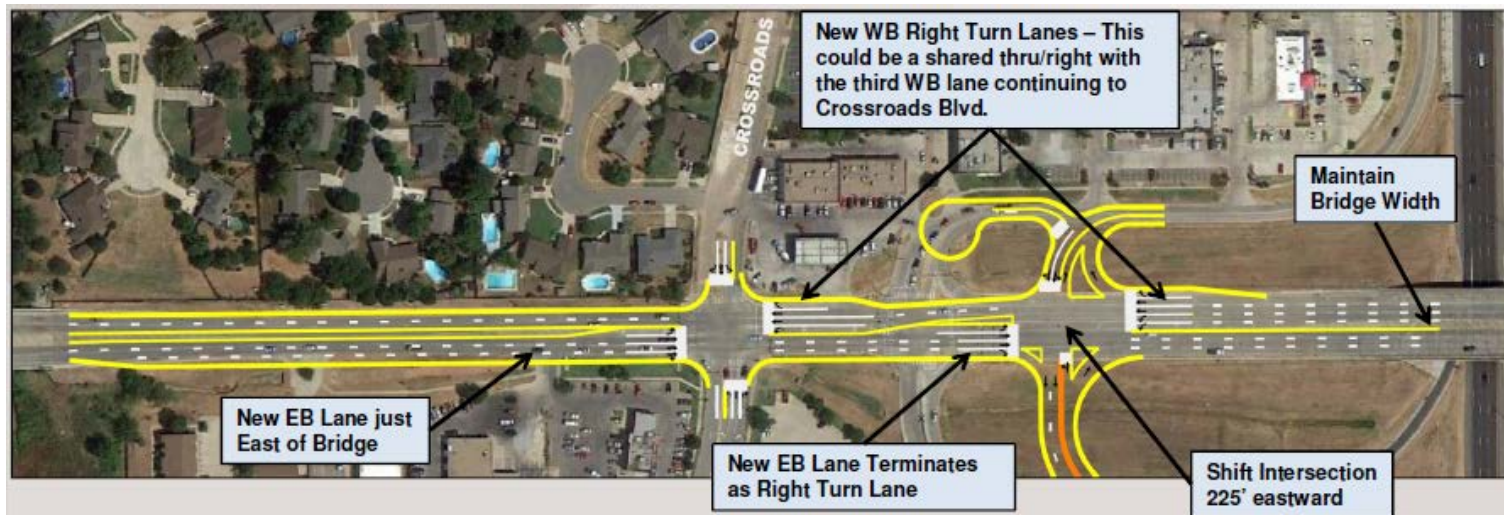 New WB Right Turn Lanes – This
could be a shared thru/right with
the third WB lane continuing to
Crossroads Blvd.
CROSSROADS
Maintain
Bridge Width
New EB Lane just
East of Bridge
New EB Lane Terminates
as Right Turn Lane
Shift Intersection
225' eastward